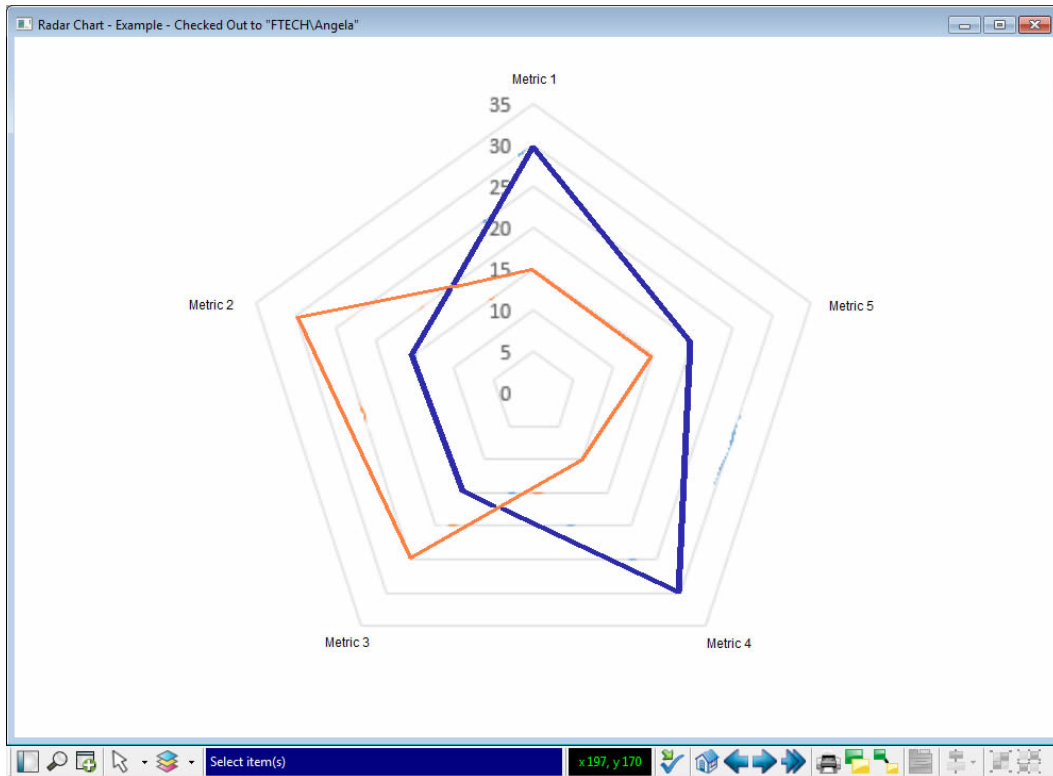 Radar Chart - Example - Checked Out to "FTECH\Angela"
Metric 1
35
30
25
20
15
10
5
0
Metric 2
Metric 5
Metric 3
Metric 4
Select item(s)
x 197, y 170